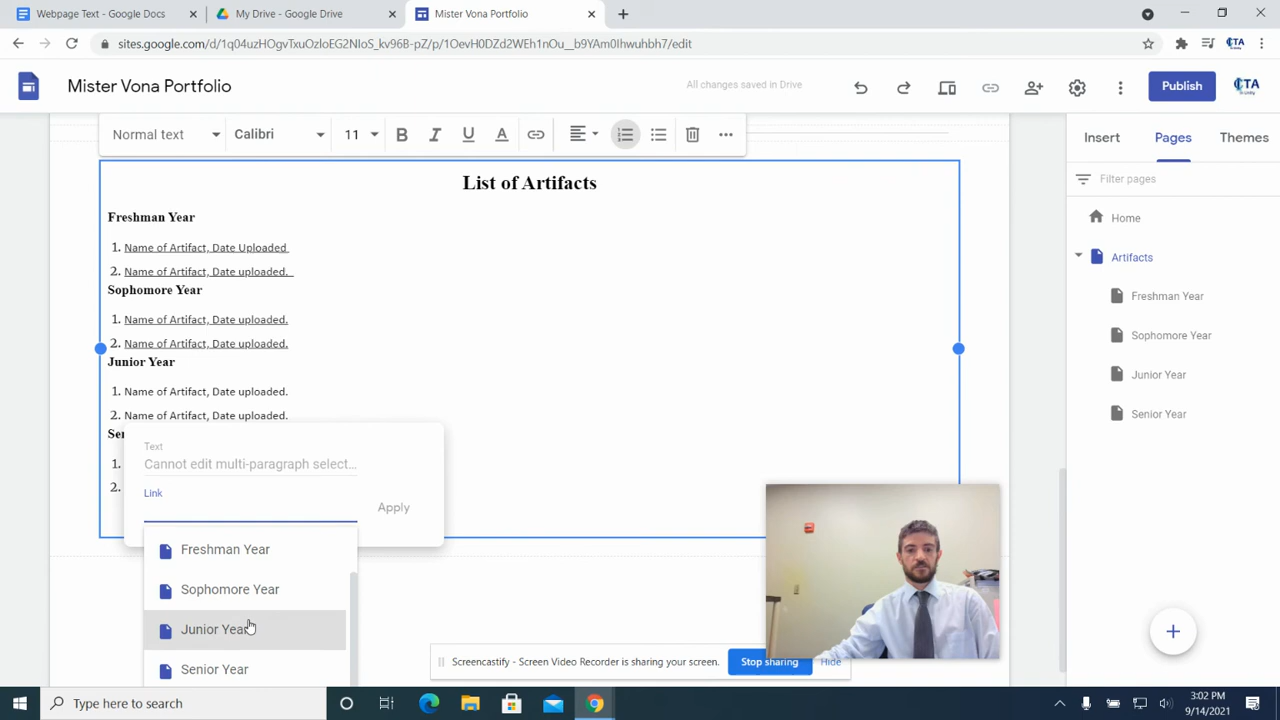 Webpage Text - Google Docs
My Drive - Google Drive
Mister Vona Portfolio
sites.google.com/d/1q04uzHOgvTxuOzloEG2NIoS_kv96B-pZ/p/1OevH0DZd2WEh1nOu__b9YAm0Ihwuhbh7/edit
Mister Vona Portfolio
All changes saved in Drive
Publish
Normal text
Calibri
11
Insert
Pages
Themes
Filter pages
Home
Artifacts
Freshman Year
Sophomore Year
Junior Year
Senior Year
List of Artifacts
Freshman Year
1. Name of Artifact, Date Uploaded
2. Name of Artifact, Date uploaded.
Sophomore Year
1. Name of Artifact, Date uploaded.
2. Name of Artifact, Date uploaded.
Junior Year
1. Name of Artifact, Date uploaded.
2. Name of Artifact, Date uploaded.
Sen
1.
2.
Text
Cannot edit multi-paragraph select...
Link
Apply
Freshman Year
Sophomore Year
Junior Year
Senior Year
Screencastify - Screen Video Recorder is sharing your screen.
Stop sharing
Hide
Type here to search
3:02 PM
9/14/2021